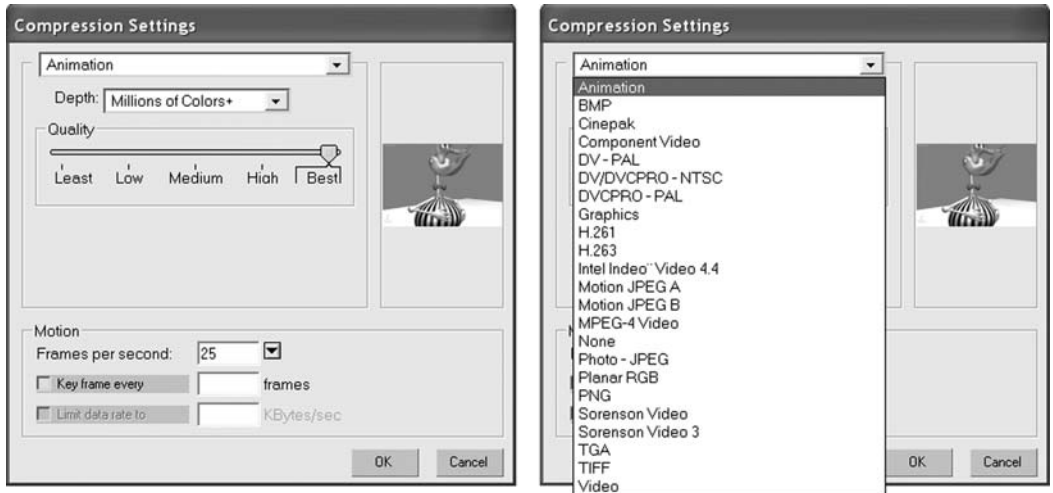 Compression Settings
Animation
Depth: Millions of Colors+
Quality
Least Low Medium High Best
Motion
Frames per second: 25
Key frame every frames
Limit data rate to KBytes/sec
OK Cancel
Compression Settings
Animation
Animation
BMP
Cinepak
Component Video
DV - PAL
DV/DVCPRO - NTSC
DVCPRO - PAL
Graphics
H.261
H.263
Intel Indeo¨ Video 4.4
Motion JPEG A
Motion JPEG B
MPEG-4 Video
None
Photo - JPEG
Planar RGB
PNG
Sorenson Video
Sorenson Video 3
TGA
TIFF
Video
OK Cancel